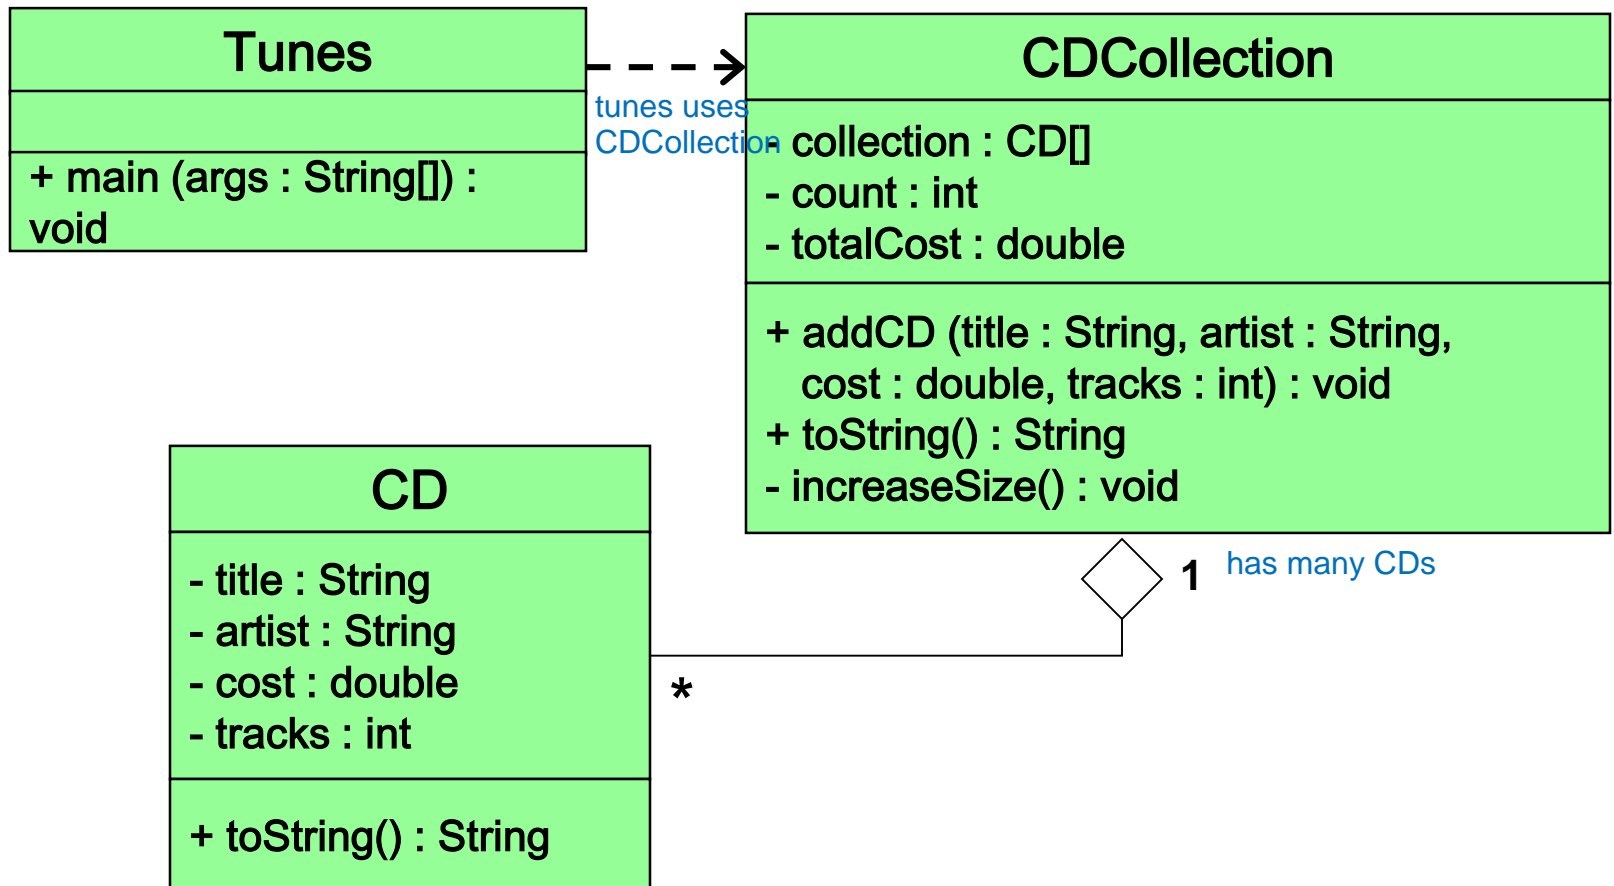 Tunes
+ main (args : String[]) :
void
tunes uses
CDCollection
CDCollection
- collection : CD[]
- count : int
- totalCost : double
+ addCD (title : String, artist : String,
cost : double, tracks : int) : void
+ toString() : String
- increaseSize() : void
1
has many CDs
*
CD
- title : String
- artist : String
- cost : double
- tracks : int
+ toString() : String